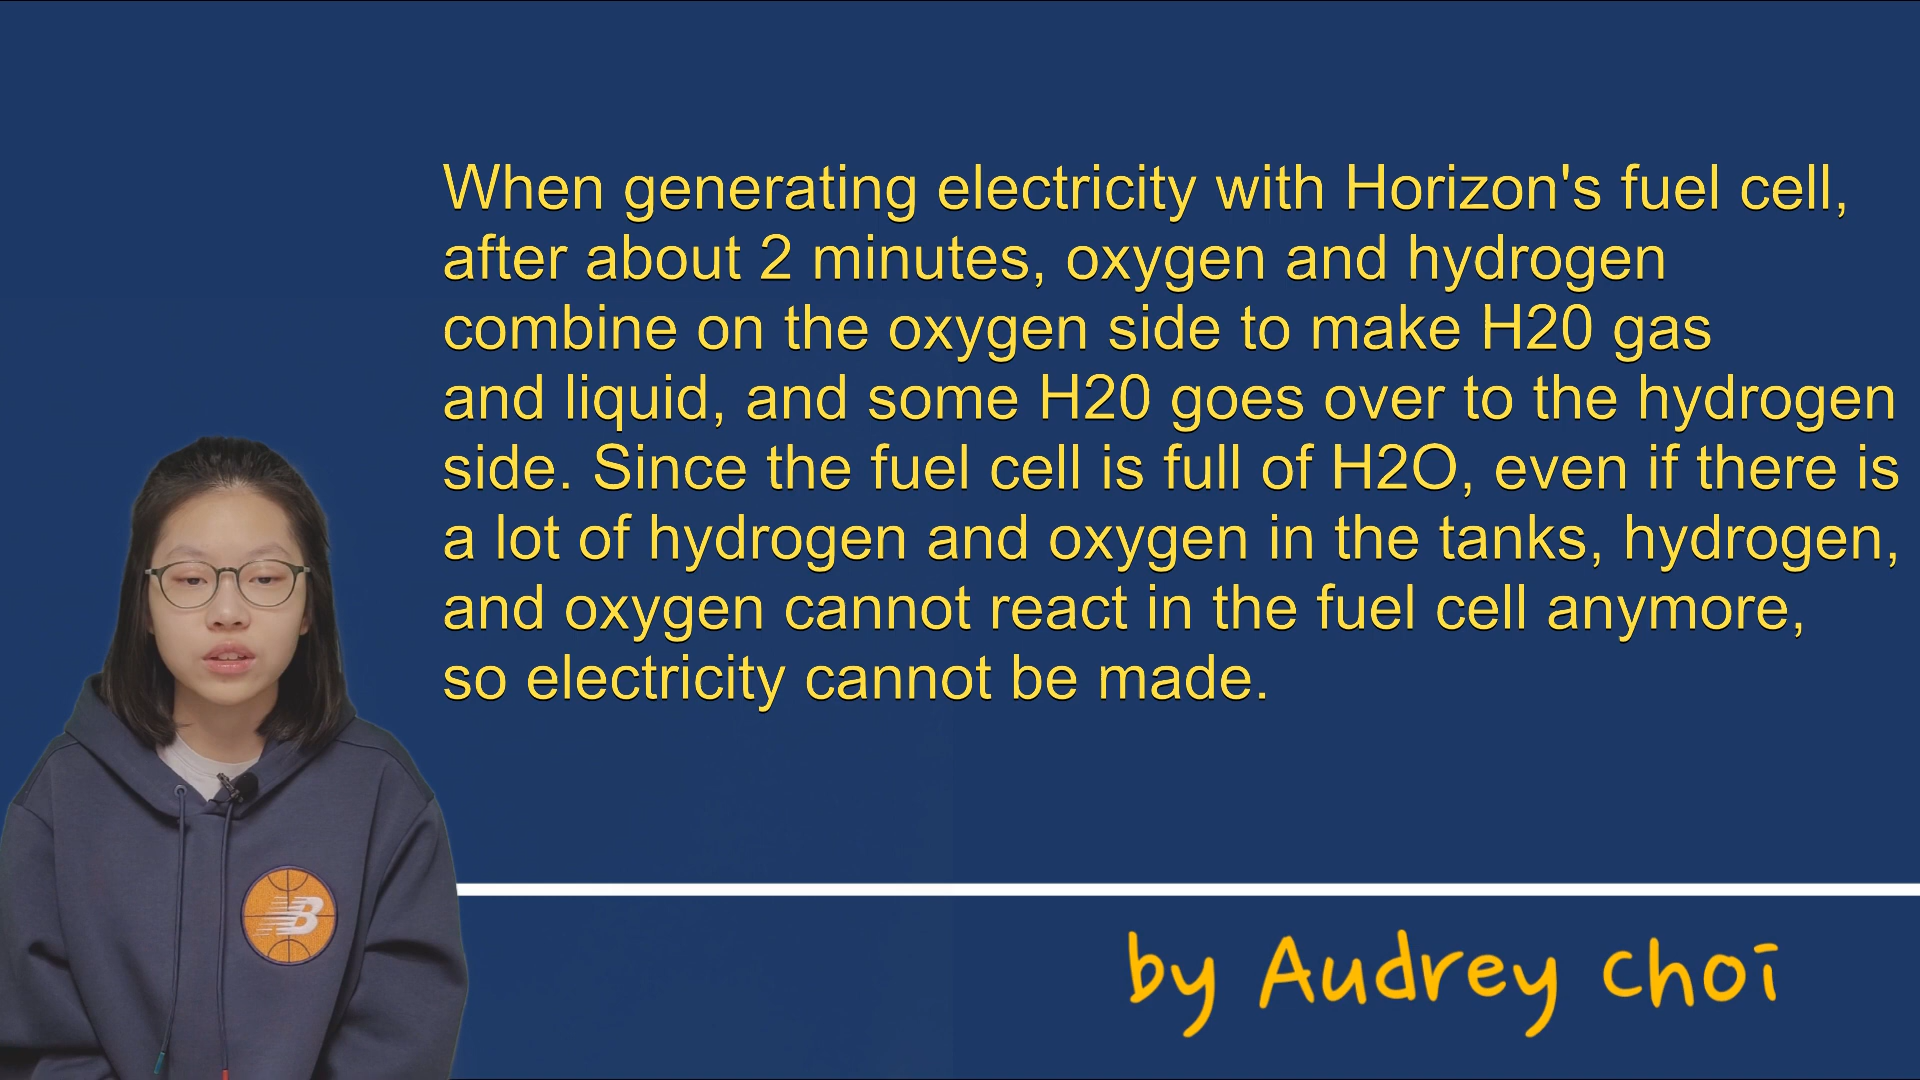 When generating electricity with Horizon's fuel cell,
after about 2 minutes, oxygen and hydrogen
combine on the oxygen side to make H20 gas
and liquid, and some H20 goes over to the hydrogen
side. Since the fuel cell is full of H2O, even if there is
a lot of hydrogen and oxygen in the tanks, hydrogen,
and oxygen cannot react in the fuel cell anymore,
so electricity cannot be made.
B
by Audrey Choi